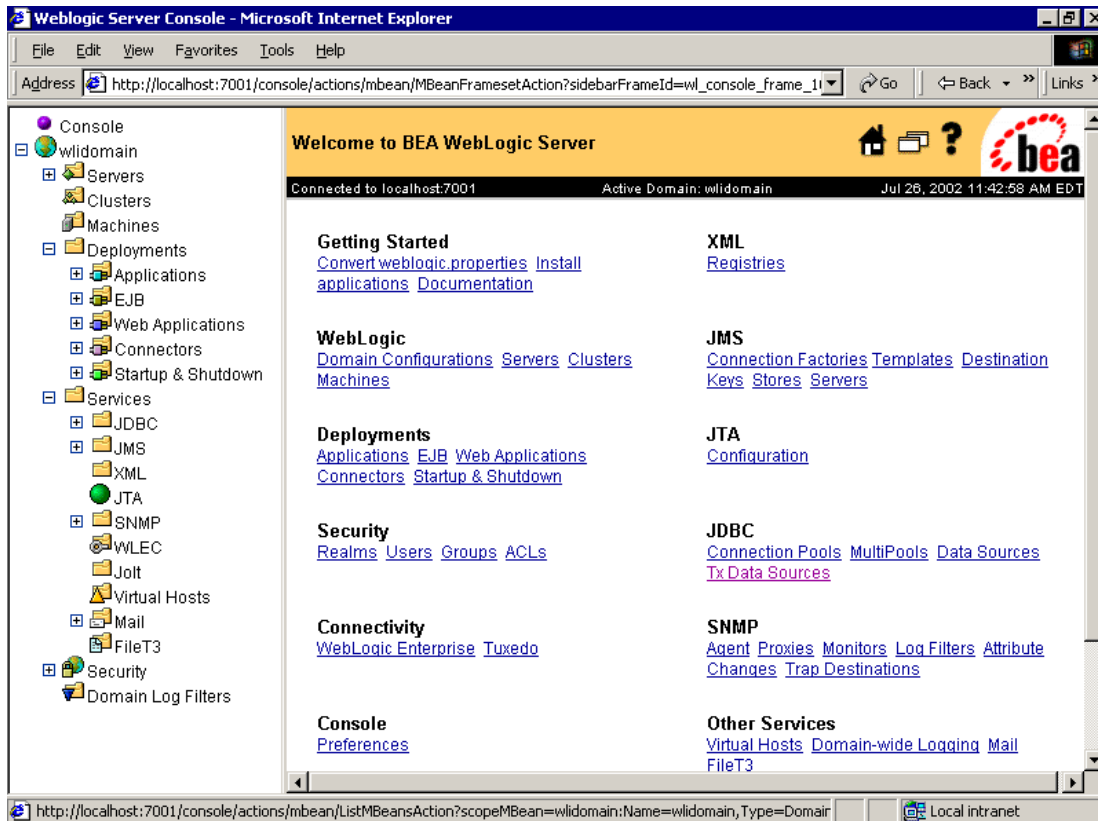 Weblogic Server Console - Microsoft Internet Explorer
File Edit View Favorites Tools Help
Address http://localhost:7001/console/actions/mbean/MBeanFramesetAction?sidebarFrameId=wl_console_frame_1 Go Back » Links »
Console
wlidomain
Servers
Clusters
Machines
Deployments
Applications
EJB
Web Applications
Connectors
Startup & Shutdown
Services
JDBC
JMS
XML
JTA
SNMP
WLEC
Jolt
Virtual Hosts
Mail
FileT3
Security
Domain Log Filters
Welcome to BEA WebLogic Server
? bea
Connected to localhost:7001 Active Domain: wlidomain Jul 26, 2002 11:42:58 AM EDT
Getting Started
Convert weblogic.properties Install
applications Documentation
XML
Registries
WebLogic
Domain Configurations Servers Clusters
Machines
JMS
Connection Factories Templates Destination
Keys Stores Servers
Deployments
Applications EJB Web Applications
Connectors Startup & Shutdown
JTA
Configuration
Security
Realms Users Groups ACLs
JDBC
Connection Pools MultiPools Data Sources
Tx Data Sources
Connectivity
WebLogic Enterprise Tuxedo
SNMP
Agent Proxies Monitors Log Filters Attribute
Changes Trap Destinations
Console
Preferences
Other Services
Virtual Hosts Domain-wide Logging Mail
FileT3
http://localhost:7001/console/actions/mbean/ListMBeansAction?scopeMBean=wlidomain:Name=wlidomain,Type=Domain Local intranet